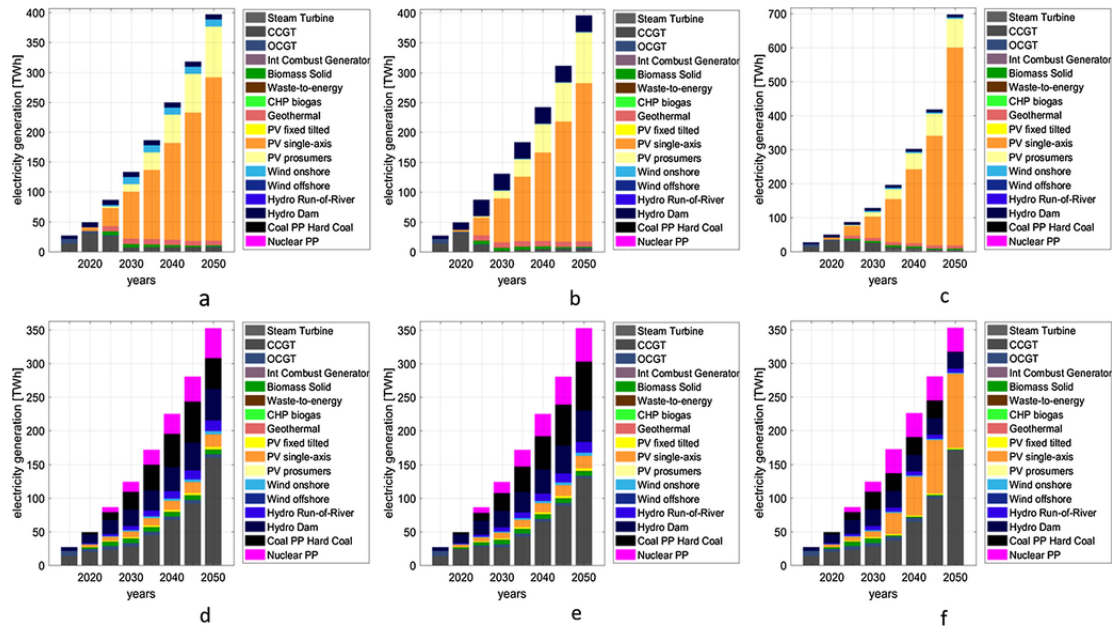 electricity generation [TWh]
400
350
300
250
200
150
100
50
0
2020 2030 2040 2050
years
Steam Turbine
CCGT
OCGT
Int Combust Generator
Biomass Solid
Waste-to-energy
CHP biogas
Geothermal
PV fixed tilted
PV single-axis
PV prosumers
Wind onshore
Wind offshore
Hydro Run-of-River
Hydro Dam
Coal PP Hard Coal
Nuclear PP
a
electricity generation [TWh]
400
350
300
250
200
150
100
50
0
2020 2030 2040 2050
years
Steam Turbine
CCGT
OCGT
Int Combust Generator
Biomass Solid
Waste-to-energy
CHP biogas
Geothermal
PV fixed tilted
PV single-axis
PV prosumers
Wind onshore
Wind offshore
Hydro Run-of-River
Hydro Dam
Coal PP Hard Coal
Nuclear PP
b
electricity generation [TWh]
700
600
500
400
300
200
100
0
2020 2030 2040 2050
years
Steam Turbine
CCGT
OCGT
Int Combust Generator
Biomass Solid
Waste-to-energy
CHP biogas
Geothermal
PV fixed tilted
PV single-axis
PV prosumers
Wind onshore
Wind offshore
Hydro Run-of-River
Hydro Dam
Coal PP Hard Coal
Nuclear PP
c
electricity generation [TWh]
350
300
250
200
150
100
50
0
2020 2030 2040 2050
years
Steam Turbine
CCGT
OCGT
Int Combust Generator
Biomass Solid
Waste-to-energy
CHP biogas
Geothermal
PV fixed tilted
PV single-axis
PV prosumers
Wind onshore
Wind offshore
Hydro Run-of-River
Hydro Dam
Coal PP Hard Coal
Nuclear PP
d
electricity generation [TWh]
350
300
250
200
150
100
50
0
2020 2030 2040 2050
years
Steam Turbine
CCGT
OCGT
Int Combust Generator
Biomass Solid
Waste-to-energy
CHP biogas
Geothermal
PV fixed tilted
PV single-axis
PV prosumers
Wind onshore
Wind offshore
Hydro Run-of-River
Hydro Dam
Coal PP Hard Coal
Nuclear PP
e
electricity generation [TWh]
350
300
250
200
150
100
50
0
2020 2030 2040 2050
years
Steam Turbine
CCGT
OCGT
Int Combust Generator
Biomass Solid
Waste-to-energy
CHP biogas
Geothermal
PV fixed tilted
PV single-axis
PV prosumers
Wind onshore
Wind offshore
Hydro Run-of-River
Hydro Dam
Coal PP Hard Coal
Nuclear PP
f